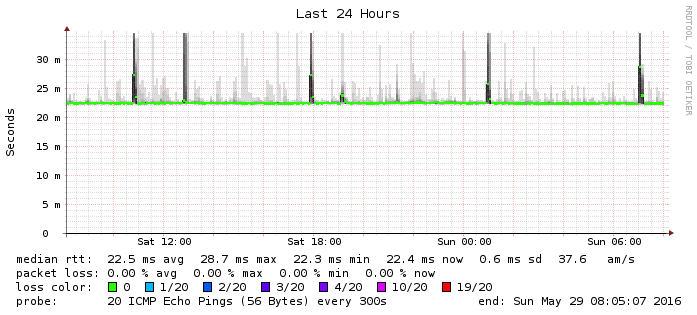 Last 24 Hours
RRDTOOL / TOBI OETIKER
Seconds
30 m
25 m
20 m
15 m
10 m
5 m
0
Sat 12:00 Sat 18:00 Sun 00:00 Sun 06:00
median rtt: 22.5 ms avg 28.7 ms max 22.3 ms min 22.4 ms now 0.6 ms sd 37.6 am/s
packet loss: 0.00 % avg 0.00 % max 0.00 % min 0.00 % now
loss color: 0 1/20 2/20 3/20 4/20 10/20 19/20
probe: 20 ICMP Echo Pings (56 Bytes) every 300s end: Sun May 29 08:05:07 2016